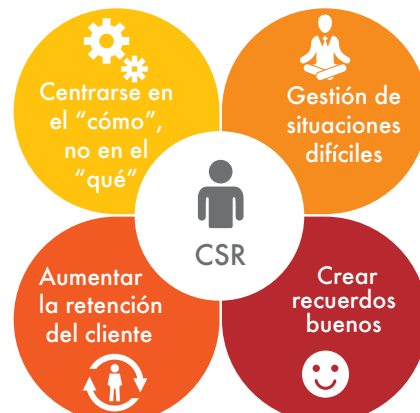 Centrarse en
el “cómo”,
no en el
“qué”
Gestión de
situaciones
difíciles
CSR
Aumentar
la retención
del cliente
Crear
recuerdos
buenos